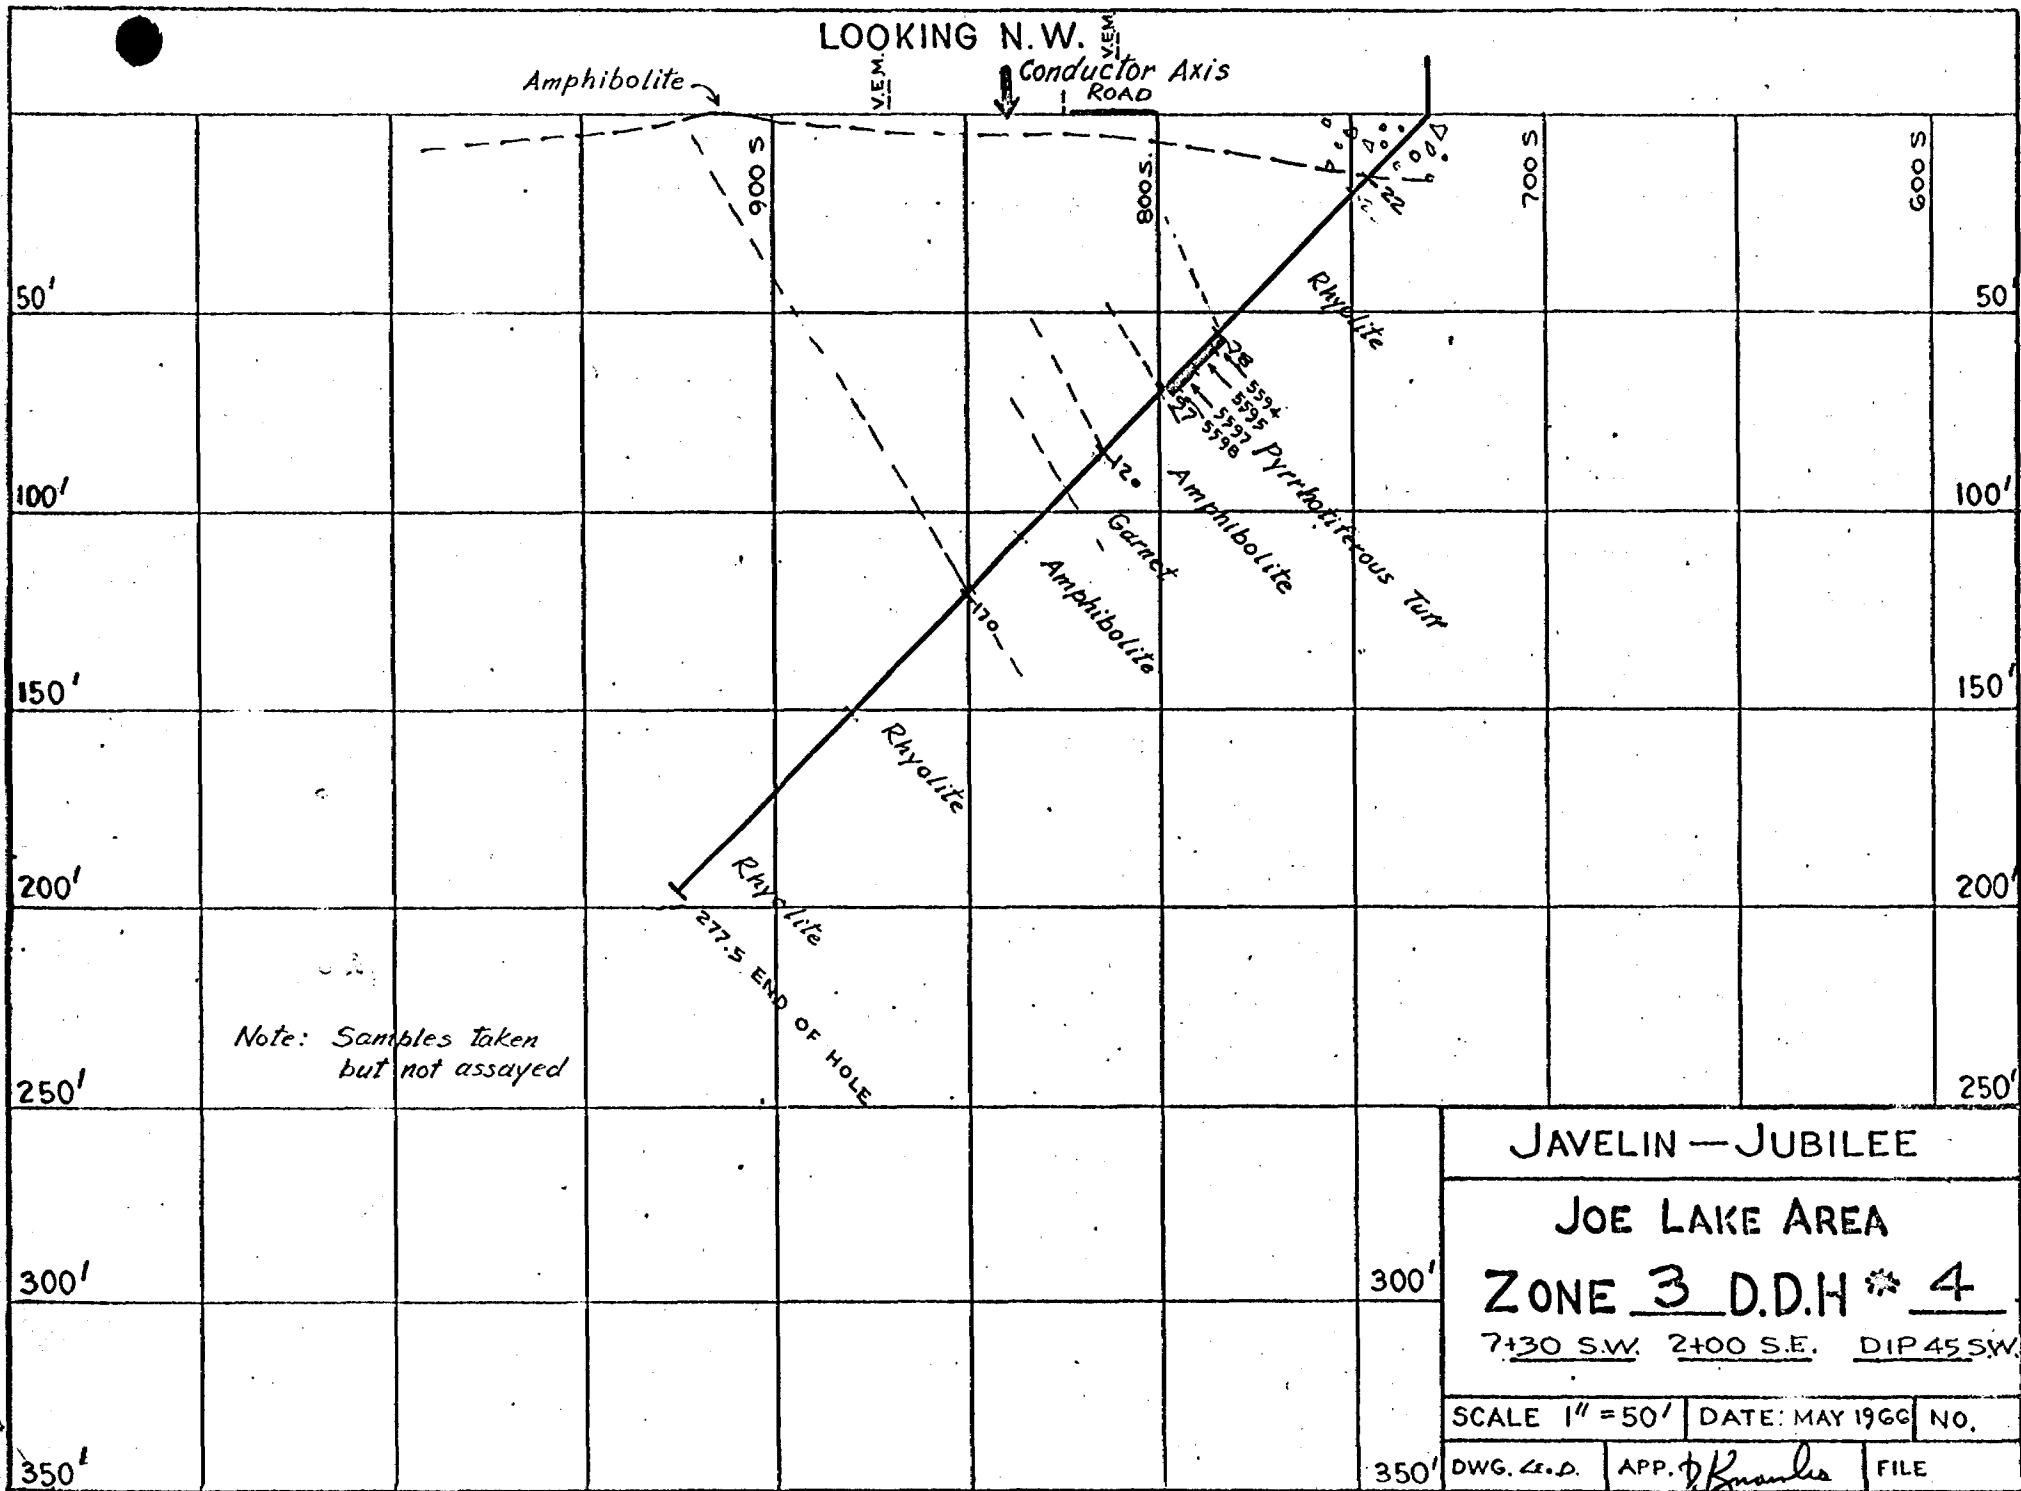 LOOKING N.W.
V.E.M.
V.E.M.
Amphibolite
Conductor Axis
ROAD
900 S
800 S.
700 S
600 S
22
50'
50'
Rhyolite
78
5594
5595
5597
5598
97
Pyrrhotiferous Tuff
100'
100'
120
Amphibolite
Garnet
Amphibolite
170
150'
150'
Rhyolite
200'
200'
Rhyolite
277.5 END OF HOLE
Note: Samples taken
but not assayed
250'
250'
JAVELIN — JUBILEE
JOE LAKE AREA
ZONE 3 D.D.H # 4
7+30 S.W. 2+00 S.E. DIP 45 S.W.
300'
300'
SCALE 1" = 50' DATE: MAY 1966 NO.
350'
350'
DWG. APP. FILE